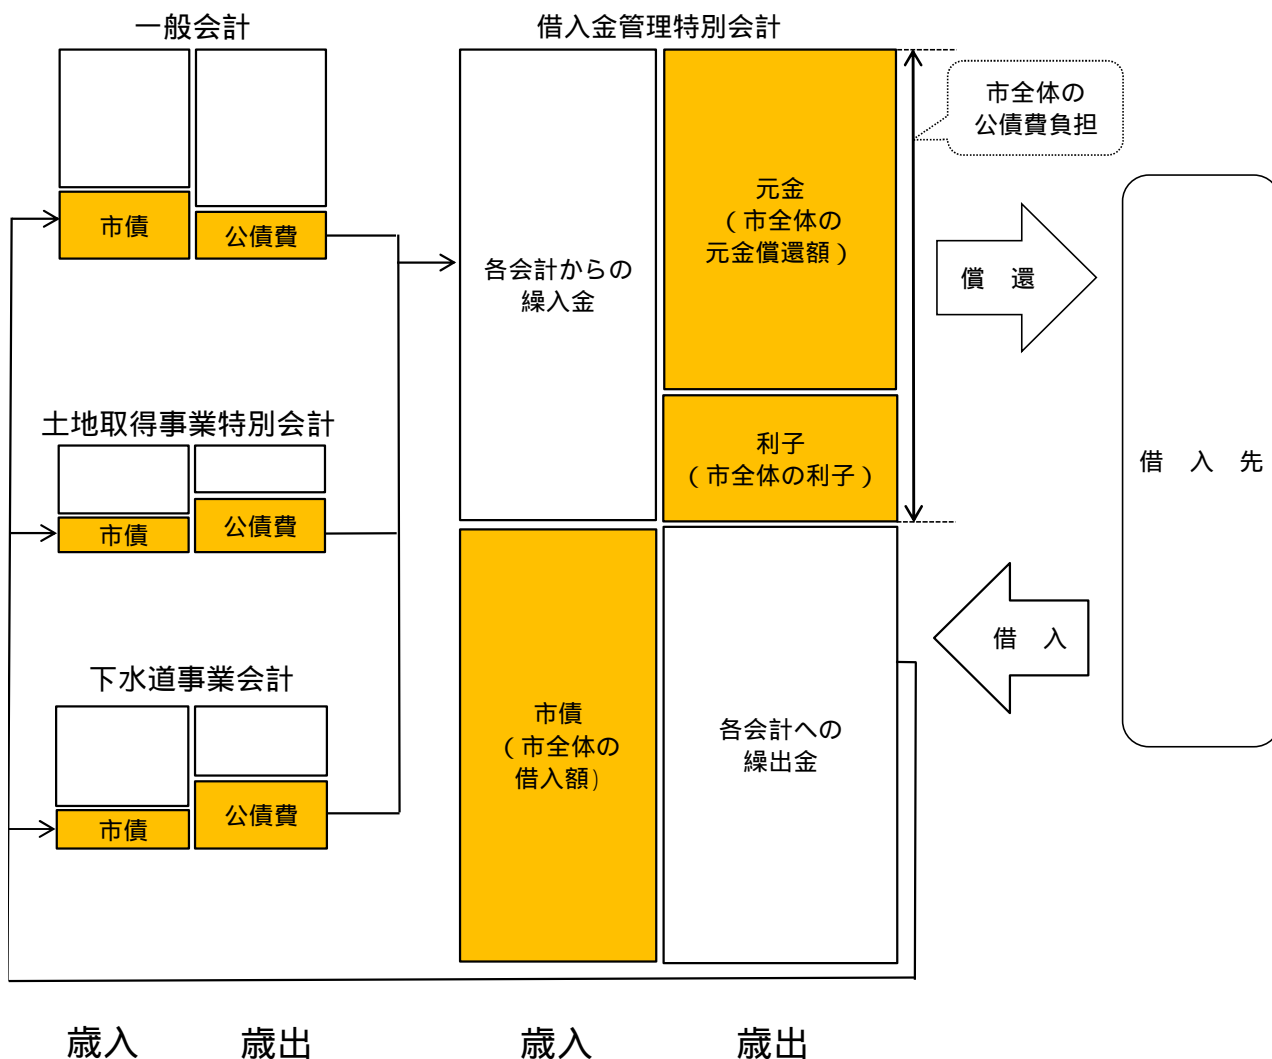 一般会計
市債
公債費
土地取得事業特別会計
市債
公債費
下水道事業会計
市債
公債費
借入金管理特別会計
各会計からの
繰入金
元金
（市全体の
元金償還額）
利子
（市全体の利子）
市債
（市全体の
借入額)
各会計への
繰出金
市全体の
公債費負担
償　還
借　入
借　入　先
歳入
歳出
歳入
歳出